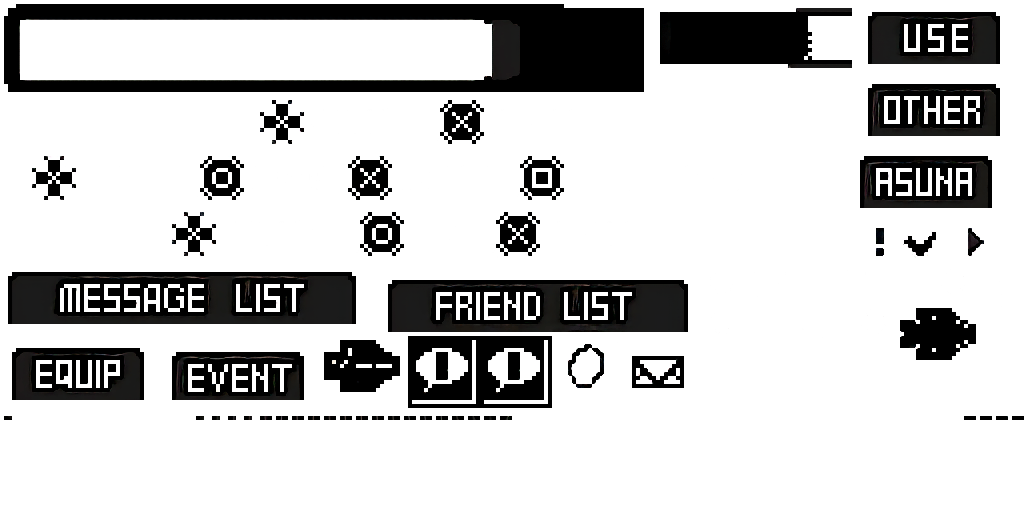 USE
OTHER
ASUNA
!
MESSAGE LIST
FRIEND LIST
EQUIP
EVENT
! !